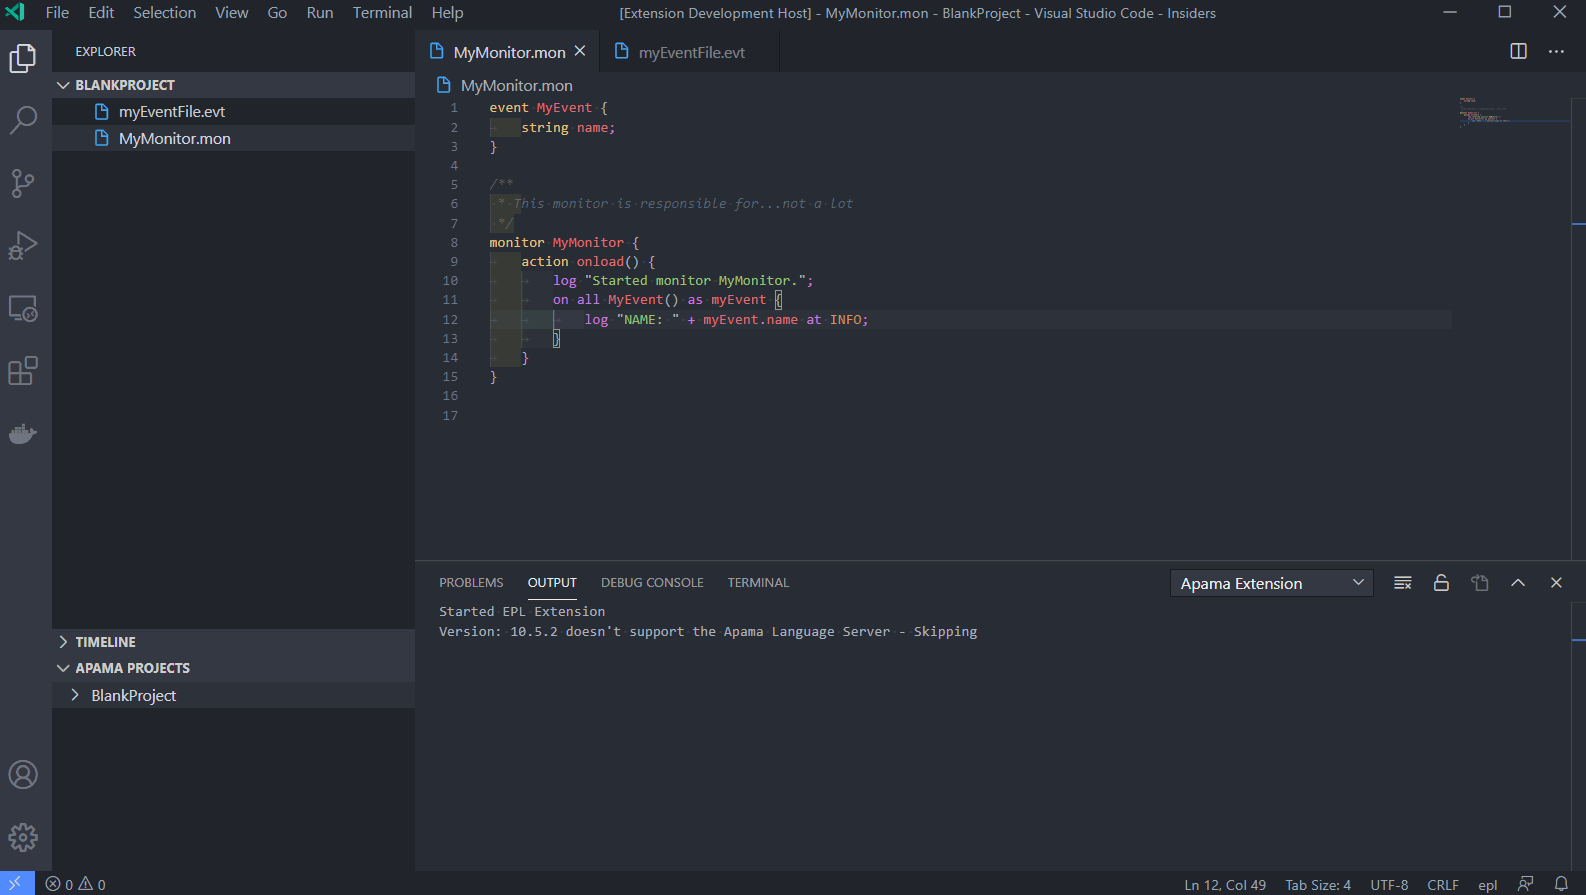 File Edit Selection View Go Run Terminal Help
[Extension Development Host] - MyMonitor.mon - BlankProject - Visual Studio Code - Insiders
EXPLORER
BLANKPROJECT
myEventFile.evt
MyMonitor.mon
TIMELINE
APAMA PROJECTS
BlankProject
MyMonitor.mon
myEventFile.evt
MyMonitor.mon
1 event MyEvent {
2 string name;
3 }
4
5 /**
6 * This monitor is responsible for...not a lot
7 */
8 monitor MyMonitor {
9 action onload() {
10 log "Started monitor MyMonitor.";
11 on all MyEvent() as myEvent {
12 log "NAME: " + myEvent.name at INFO;
13 }
14 }
15 }
16
17
PROBLEMS OUTPUT DEBUG CONSOLE TERMINAL
Apama Extension
Started EPL Extension
Version: 10.5.2 doesn't support the Apama Language Server - Skipping
0 0
Ln 12, Col 49 Tab Size: 4 UTF-8 CRLF epl